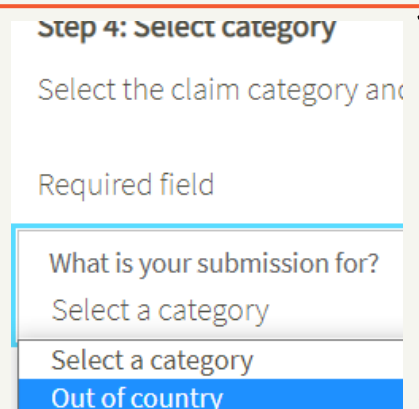 Step 4: Select category
Select the claim category and
Required field
What is your submission for?
Select a category
Select a category
Out of country